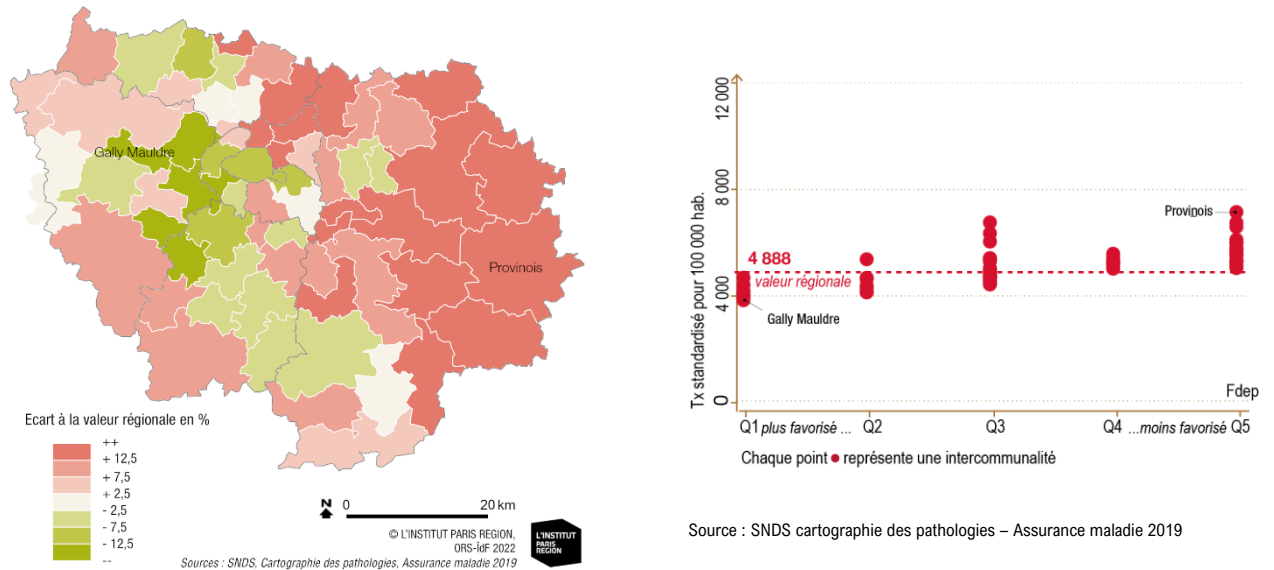 Gally Mauldre
Provinois
Ecart à la valeur régionale en %
++
+ 12,5
+ 7,5
+ 2,5
- 2,5
- 7,5
- 12,5
--
N 0 20 km
© L'INSTITUT PARIS REGION,
ORS-ÎdF 2022
Sources : SNDS, Cartographie des pathologies, Assurance maladie 2019
L'INSTITUT
PARIS
REGION
Tx standardisé pour 100 000 hab.
12 000
8 000
4 000
0
Provinois
4 888
valeur régionale
Gally Mauldre
Fdep
Q1 plus favorisé ... Q2 Q3 Q4 ...moins favorisé Q5
Chaque point représente une intercommunalité
Source : SNDS cartographie des pathologies – Assurance maladie 2019